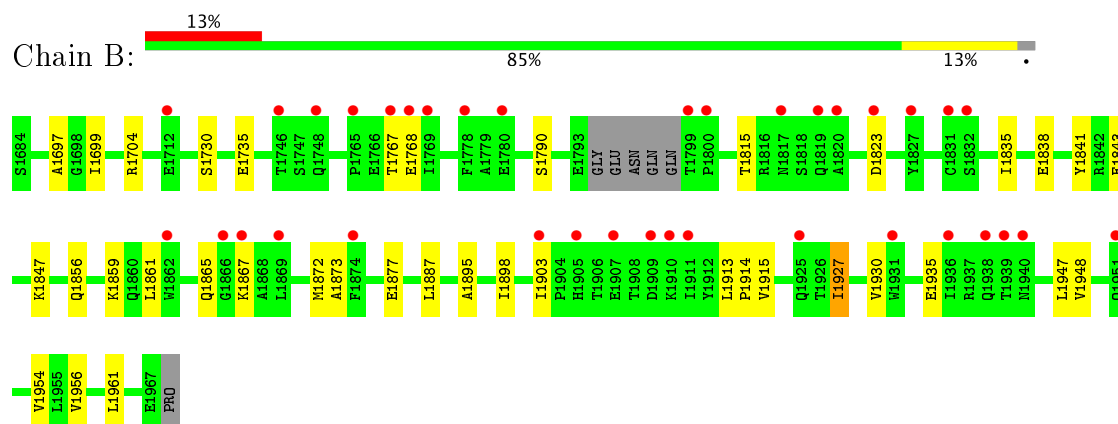 13%
Chain B:
85%
13%
S1684 A1697 G1698 I1699 R1704 E1712 S1730 E1735 T1746 S1747 Q1748 P1765 E1766 T1767 E1768 I1769 F1778 A1779 E1780 S1790 E1793 GLY GLU ASN GLN GLN T1799 P1800 T1815 R1816 N1817 S1818 Q1819 A1820 D1823 Y1827 C1831 S1832 I1835 E1838 Y1841 R1842
K1847 Q1856 K1859 Q1860 L1861 W1862 Q1865 G1866 K1867 A1868 L1869 M1872 A1873 F1874 E1877 L1887 A1895 I1898 I1903 P1904 H1905 T1906 E1907 T1908 D1909 K1910 I1911 Y1912 L1913 P1914 V1915 Q1925 T1926 I1927 V1930 W1931 E1935 I1936 R1937 Q1938 T1939 N1940 L1947 V1948
V1954 L1955 V1956 L1961 E1967 PRO